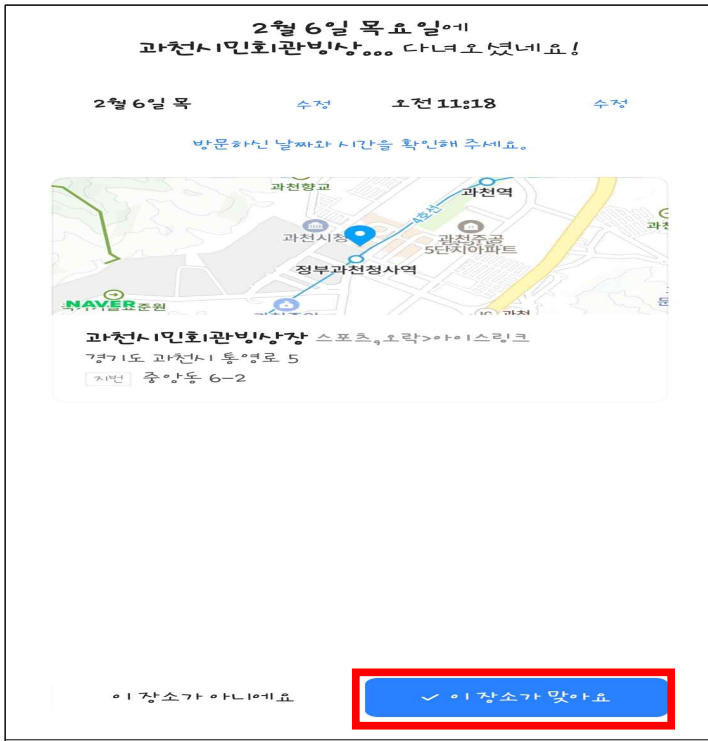 2월 6일 목요일에
과천시민회관빙상... 다녀오셨네요!
2월 6일 목 수정 오전 11:18 수정
방문하신 날짜와 시간을 확인해 주세요.
과천향교
과천역
4호선
과천시청
과천주공
5단지아파트
정부과천청사역
NAVER
과천시민회관빙상장 스포츠,오락>아이스링크
경기도 과천시 통영로 5
지번 중앙동 6-2
이 장소가 아니에요
✓ 이 장소가 맞아요